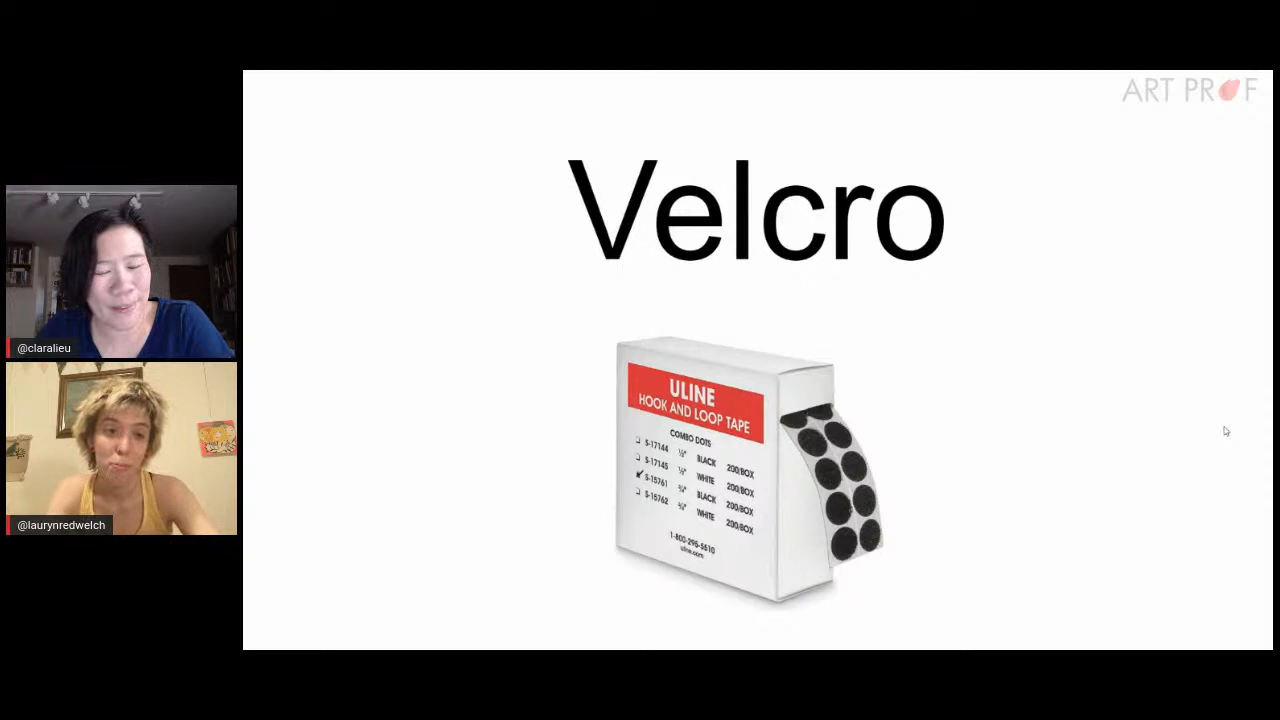 ART PROF
Velcro
ULINE
HOOK AND LOOP TAPE
COMBO DOTS
S-17144 ½" BLACK 200/BOX
S-17145 ½" WHITE 200/BOX
S-15761 ¾" BLACK 200/BOX
S-15762 ¾" WHITE 200/BOX
1-800-295-5510
uline.com
@claralieu
@laurynredwelch